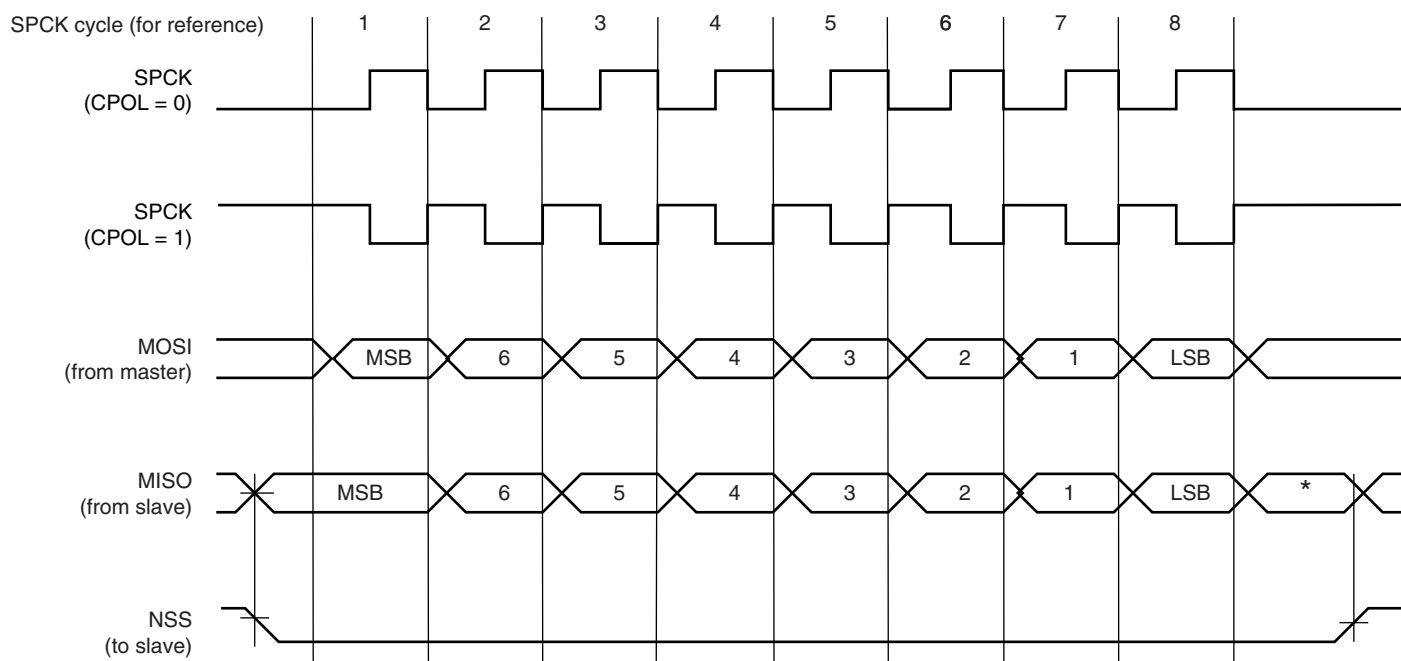 SPCK cycle (for reference) 1 2 3 4 5 6 7 8
SPCK
(CPOL = 0)
SPCK
(CPOL = 1)
MOSI
(from master)
MSB 6 5 4 3 2 1 LSB
MISO
(from slave)
MSB 6 5 4 3 2 1 LSB *
NSS
(to slave)